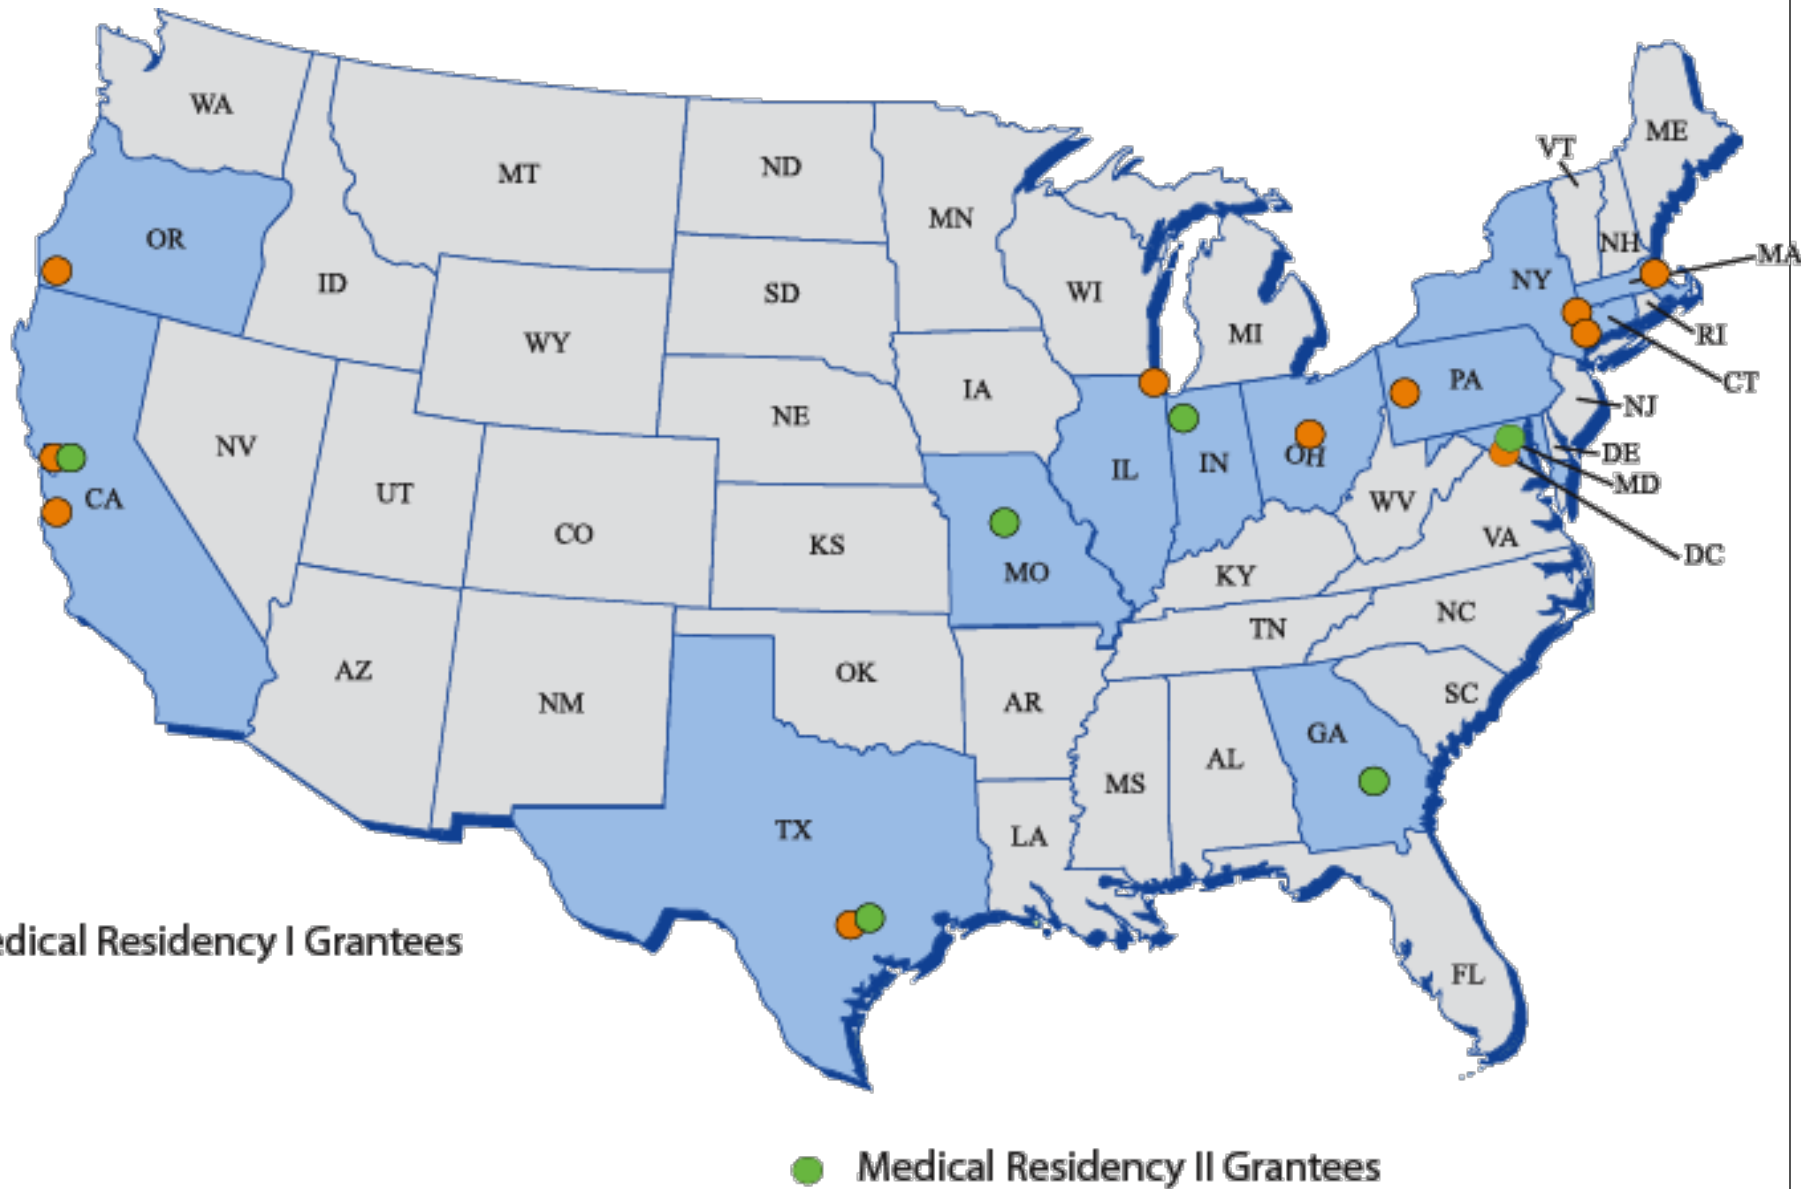 WA
ME
VT
MT
ND
MN
OR
NH
MA
ID
SD
WI
NY
WY
MI
RI
IA
PA
CT
NE
NJ
NV
IL
IN
OH
DE
MD
CA
UT
WV
CO
KS
VA
DC
MO
KY
NC
TN
AZ
OK
SC
NM
AR
GA
AL
MS
TX
LA
edical Residency I Grantees
FL
Medical Residency II Grantees